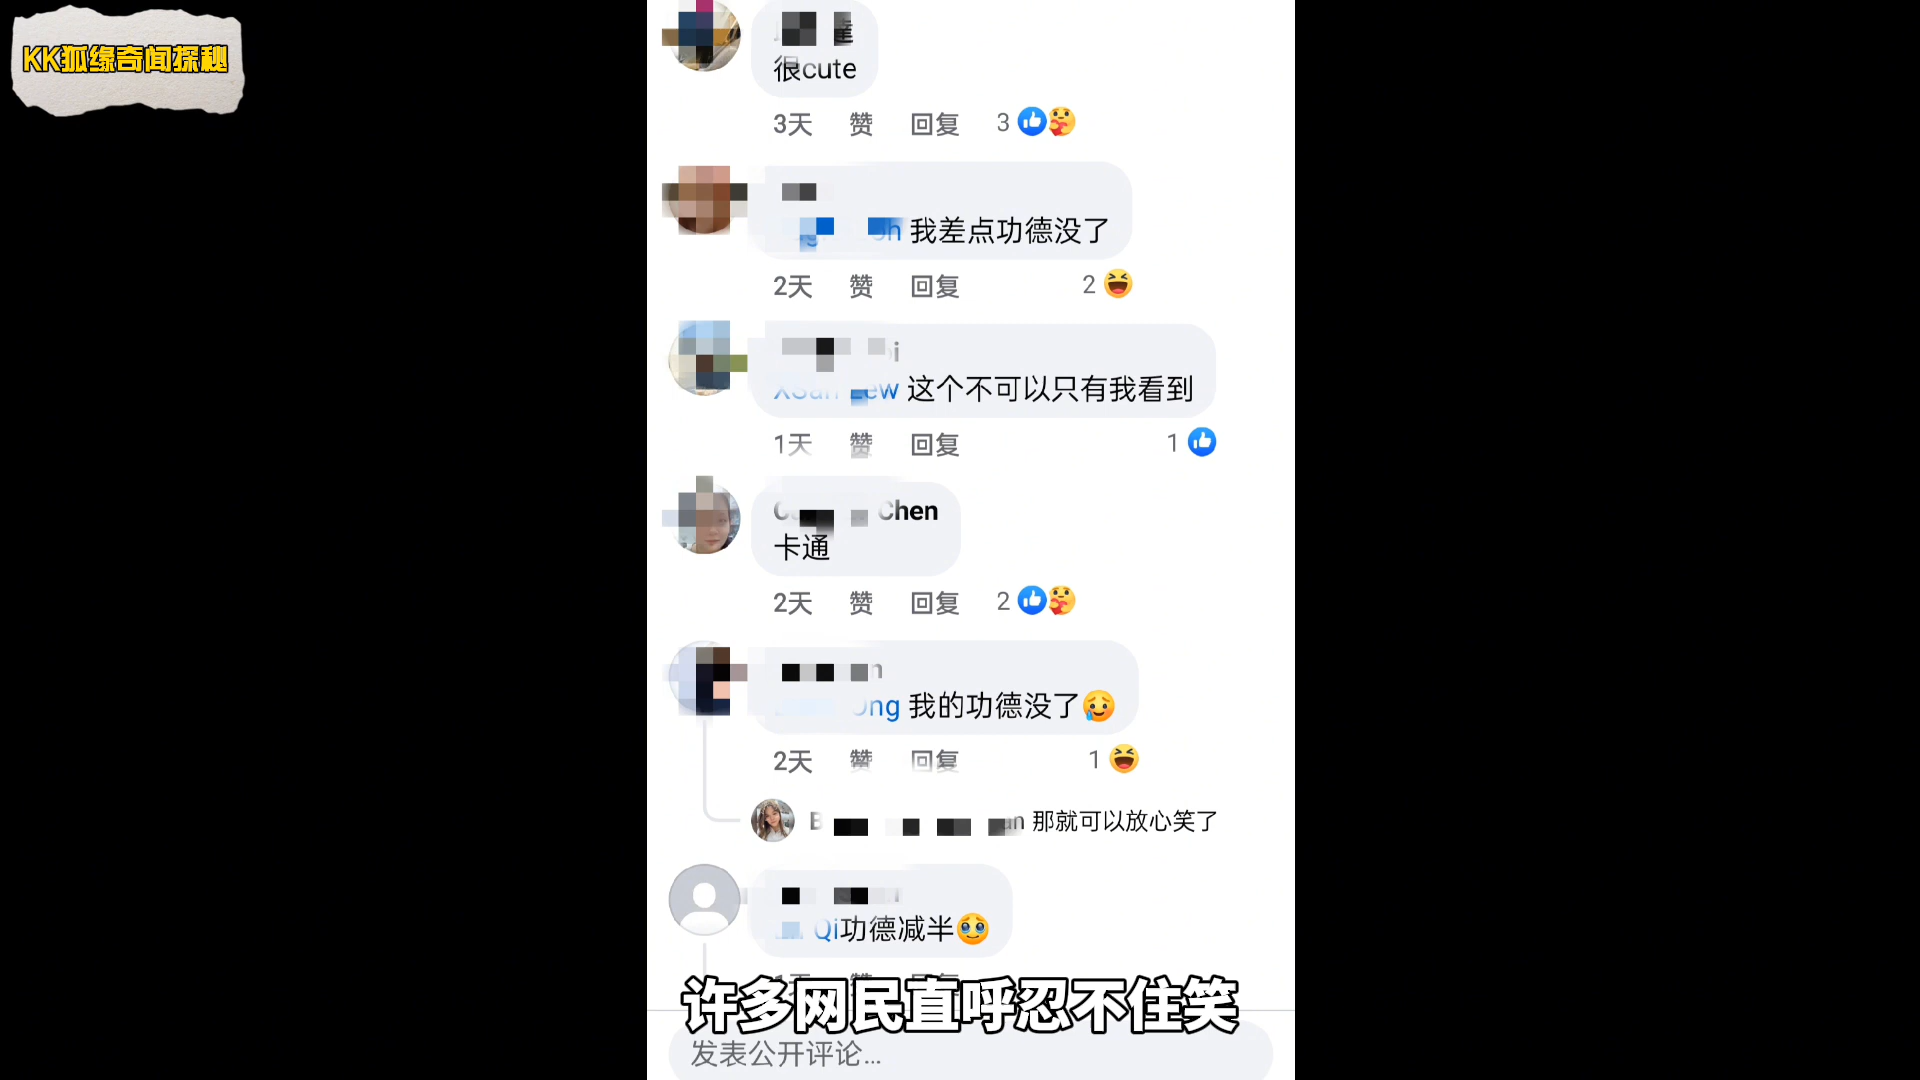 KK狐缘奇闻探秘
很cute
3天 赞 回复 3
我差点功德没了
2天 赞 回复 2
这个不可以只有我看到
1天 赞 回复 1
Chen
卡通
2天 赞 回复 2
Ong 我的功德没了
2天 赞 回复 1
那就可以放心笑了
Qi功德减半
许多网民直呼忍不住笑
发表公开评论...